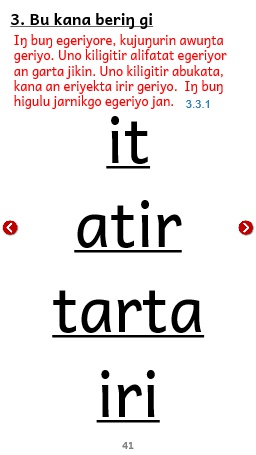 3. Bu kana beriŋ gi
Iŋ buŋ egeriyore, kujuŋurin awuŋta
geriyo. Uno kiligitir alifatat egeriyor
an garta jikin. Uno kiligitir abukata,
kana an eriyekta irir geriyo. Iŋ buŋ
higulu jarnikgo egeriyo jan. 3.3.1
it
atir
tarta
iri
41